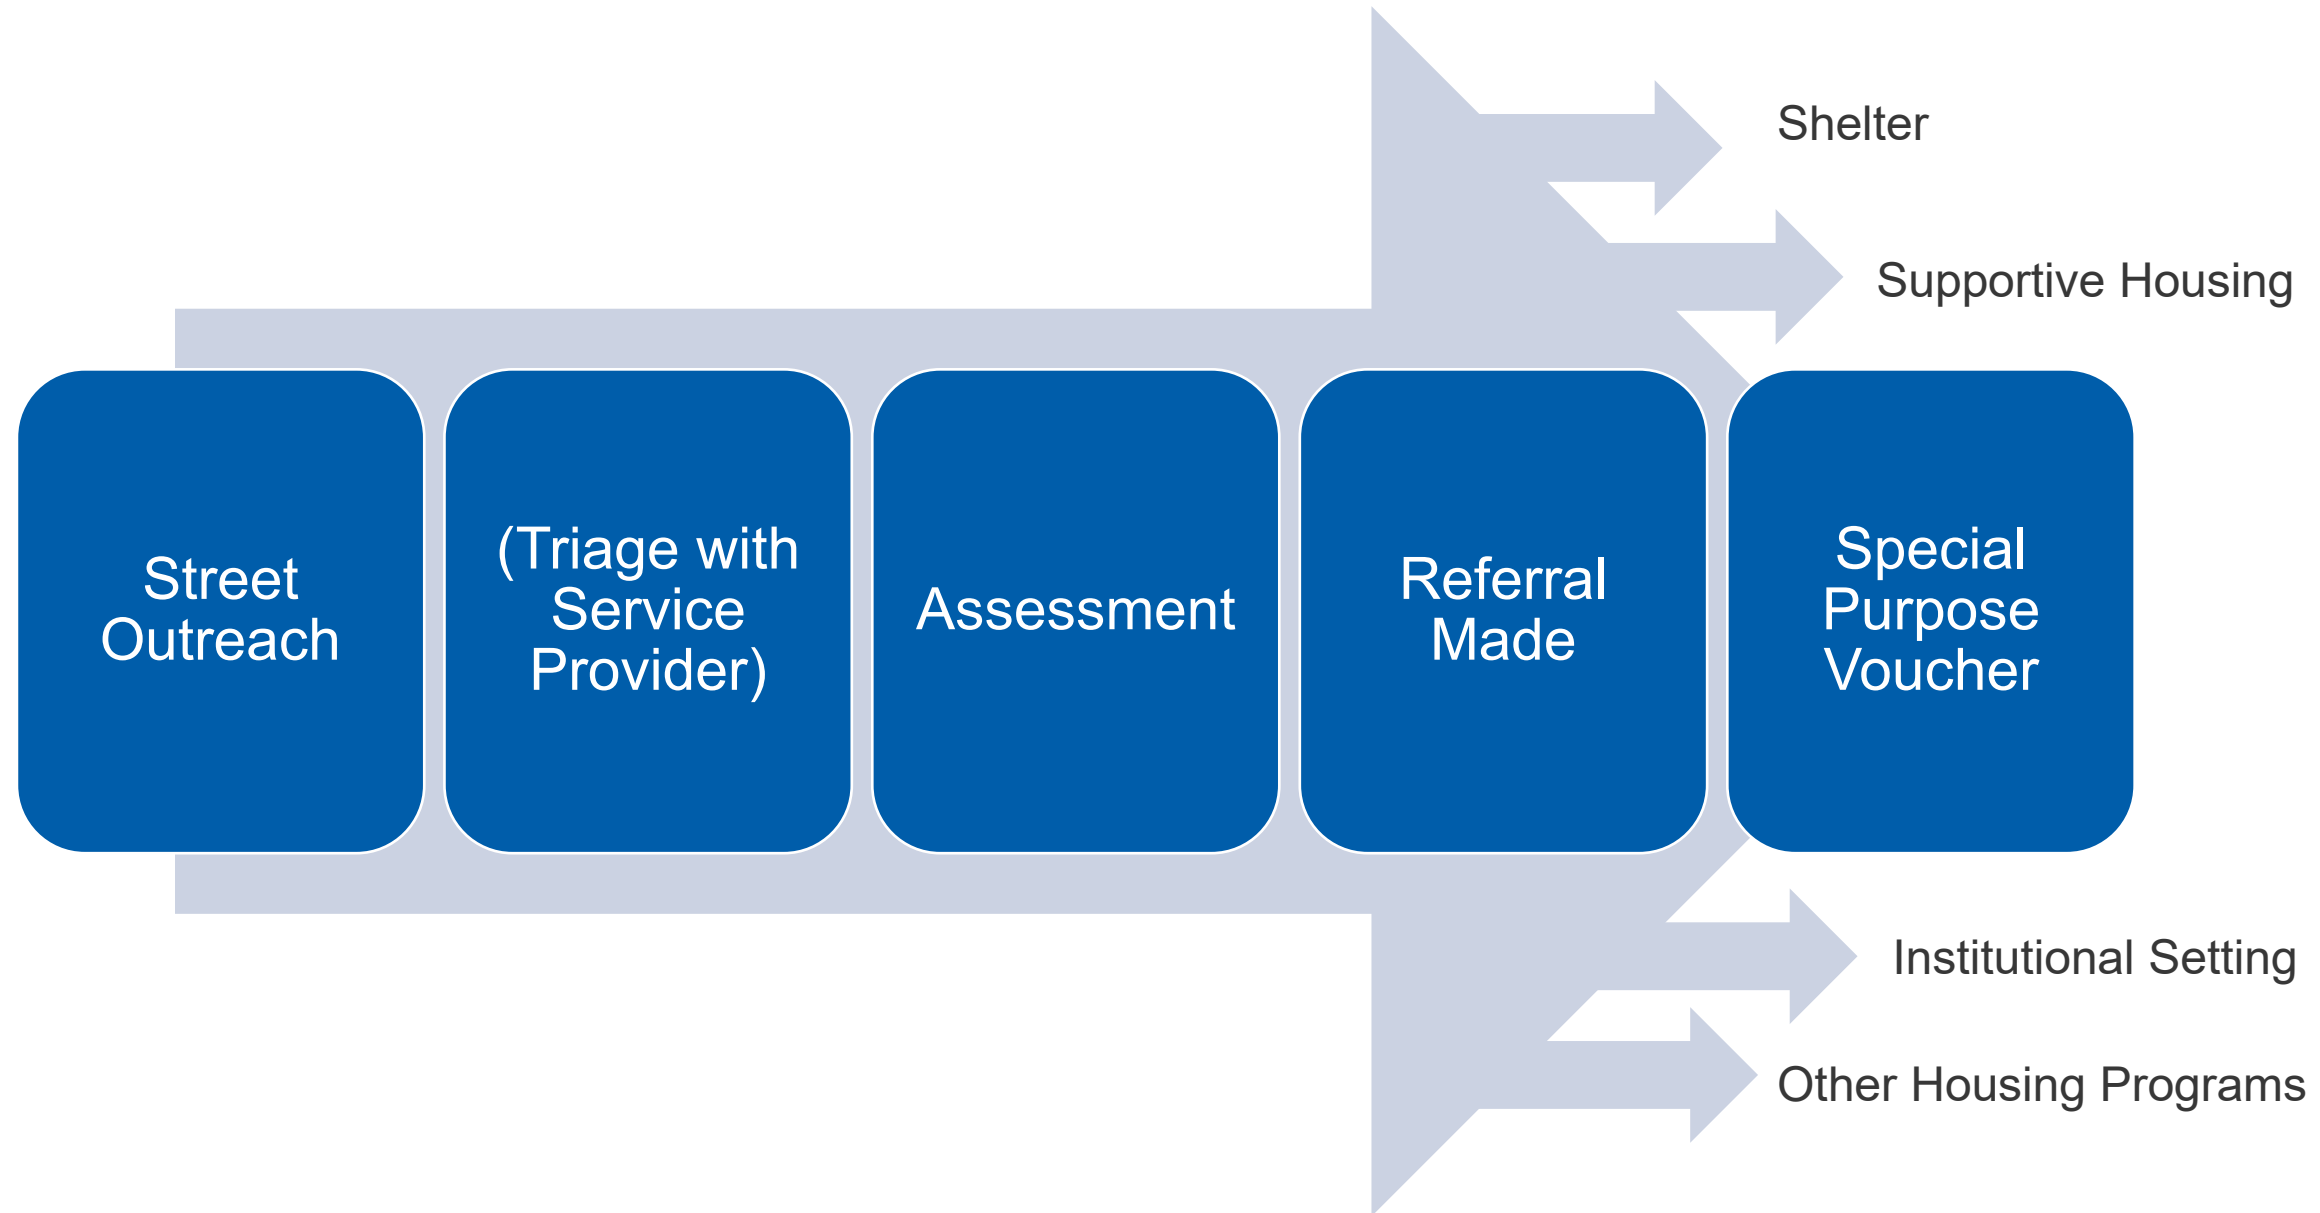 Shelter
Supportive Housing
Street
Outreach
(Triage with
Service
Provider)
Assessment
Referral
Made
Special
Purpose
Voucher
Institutional Setting
Other Housing Programs